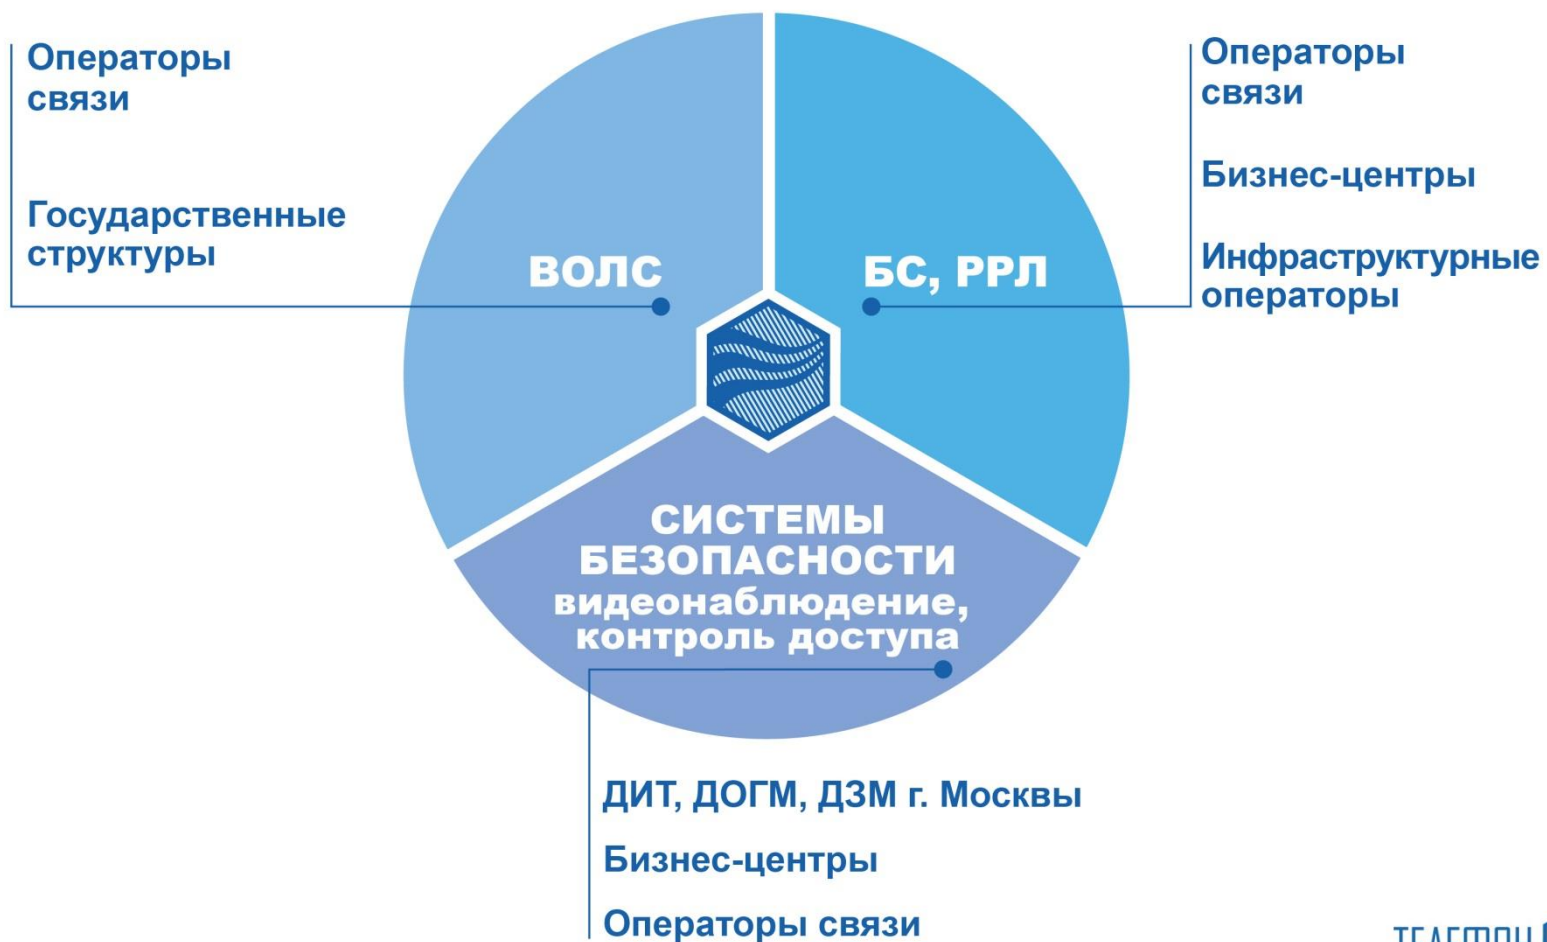 Операторы
связи
Государственные
структуры
ВОЛС
БС, РРЛ
Операторы
связи
Бизнес-центры
Инфраструктурные
операторы
СИСТЕМЫ
БЕЗОПАСНОСТИ
видеонаблюдение,
контроль доступа
ДИТ, ДОГМ, ДЗМ г. Москвы
Бизнес-центры
Операторы связи